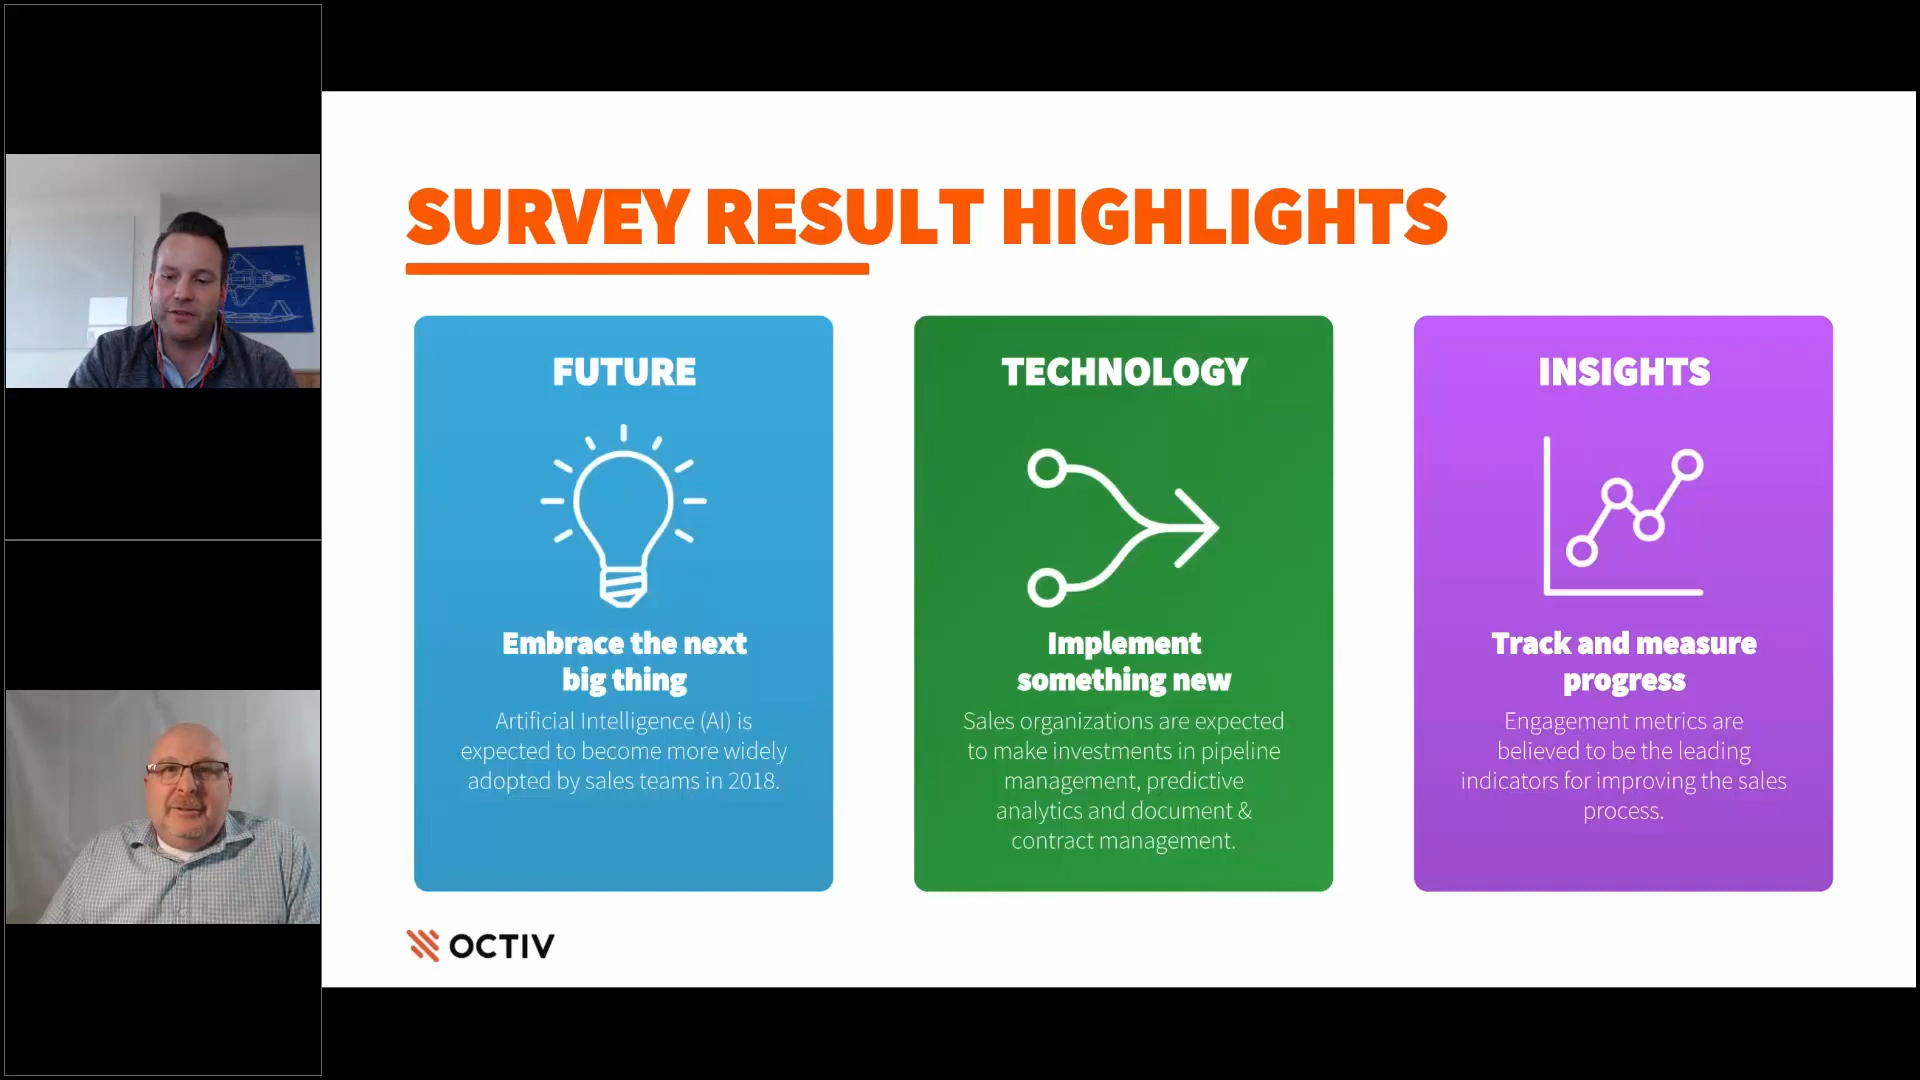 SURVEY RESULT HIGHLIGHTS
FUTURE
Embrace the next
big thing
Artificial Intelligence (AI) is
expected to become more widely
adopted by sales teams in 2018.
TECHNOLOGY
Implement
something new
Sales organizations are expected
to make investments in pipeline
management, predictive
analytics and document &
contract management.
INSIGHTS
Track and measure
progress
Engagement metrics are
believed to be the leading
indicators for improving the sales
process.
OCTIV